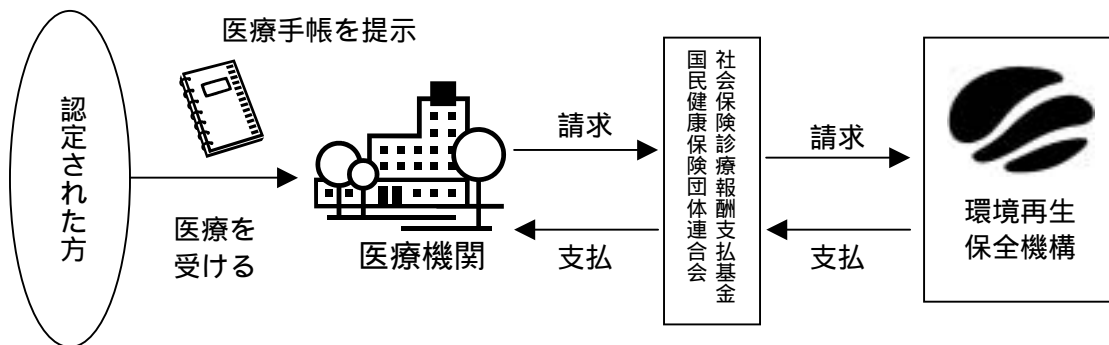 医療手帳を提示
認定された方
医療を
受ける
医療機関
請求
支払
社会保険診療報酬支払基金
国民健康保険団体連合会
請求
支払
環境再生
保全機構